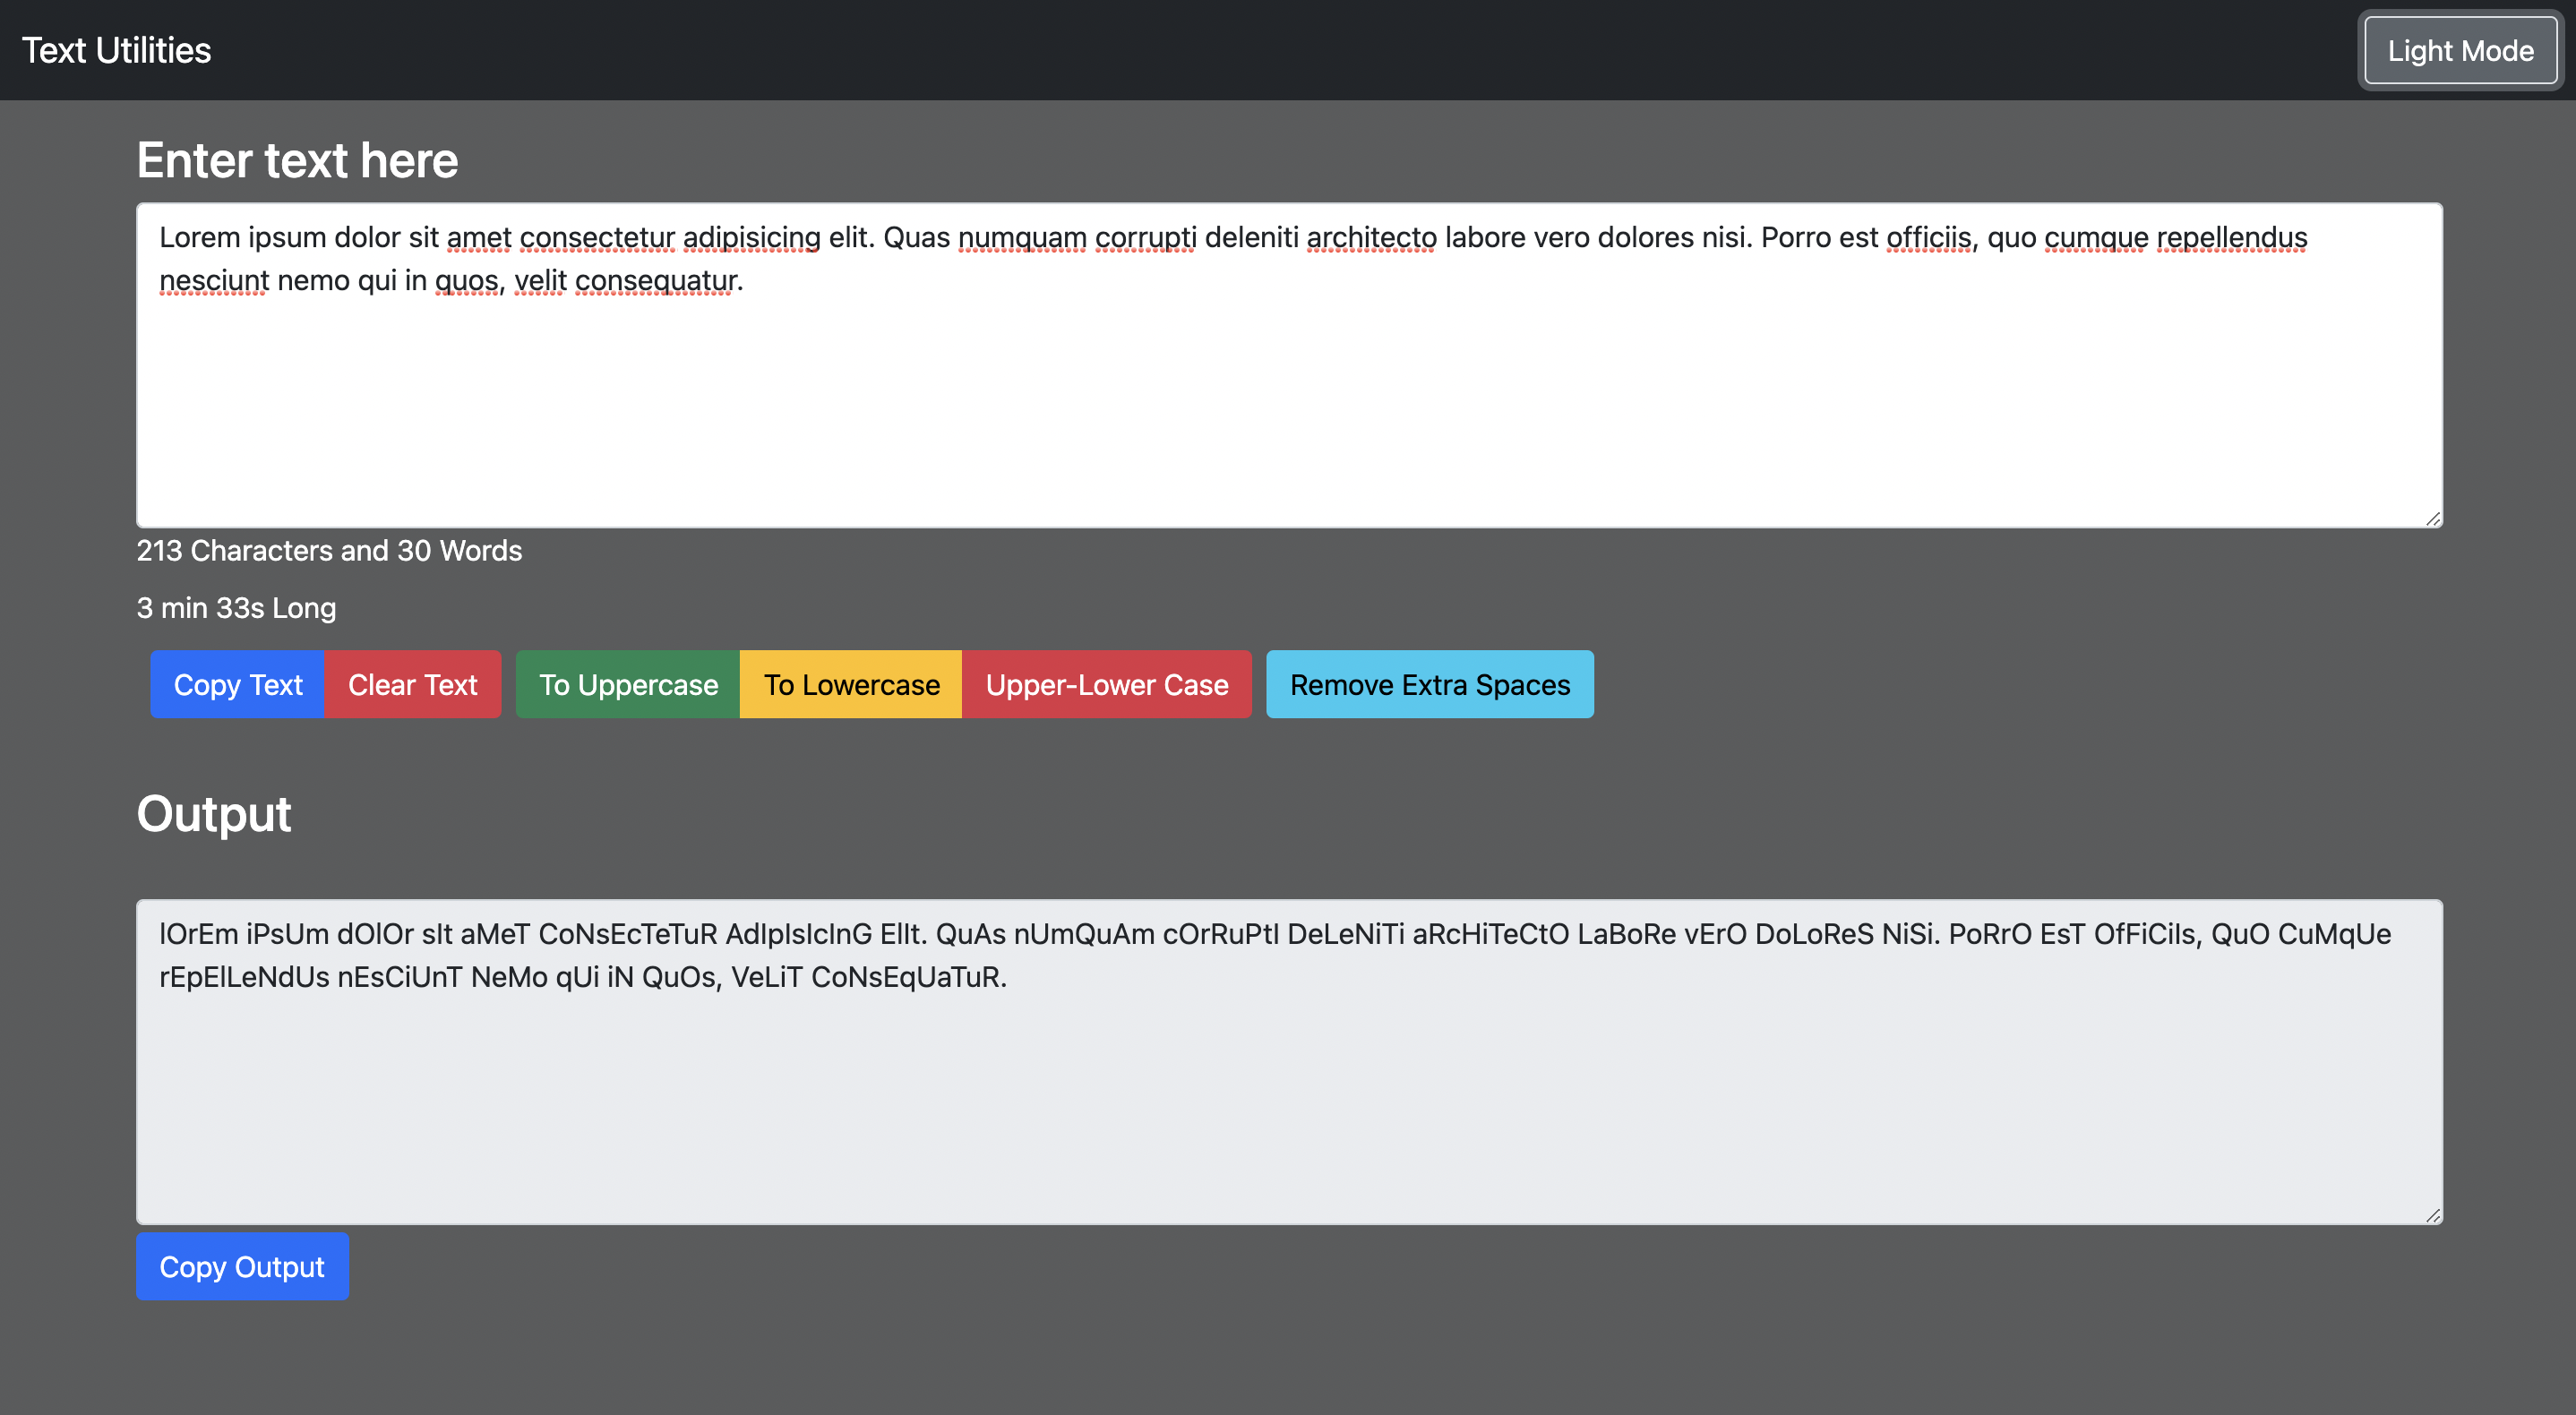 Text Utilities
Light Mode
Enter text here
Lorem ipsum dolor sit amet consectetur adipisicing elit. Quas numquam corrupti deleniti architecto labore vero dolores nisi. Porro est officiis, quo cumque repellendus
nesciunt nemo qui in quos, velit consequatur.
213 Characters and 30 Words
3 min 33s Long
Copy Text Clear Text To Uppercase To Lowercase Upper-Lower Case Remove Extra Spaces
Output
lOrEm iPsUm dOlOr sIt aMeT CoNsEcTeTuR AdIpIsIcInG ElIt. QuAs nUmQuAm cOrRuPtI DeLeNiTi aRcHiTeCtO LaBoRe vErO DoLoReS NiSi. PoRrO EsT OfFiCiIs, QuO CuMqUe
rEpElLeNdUs nEsCiUnT NeMo qUi iN QuOs, VeLiT CoNsEqUaTuR.
Copy Output